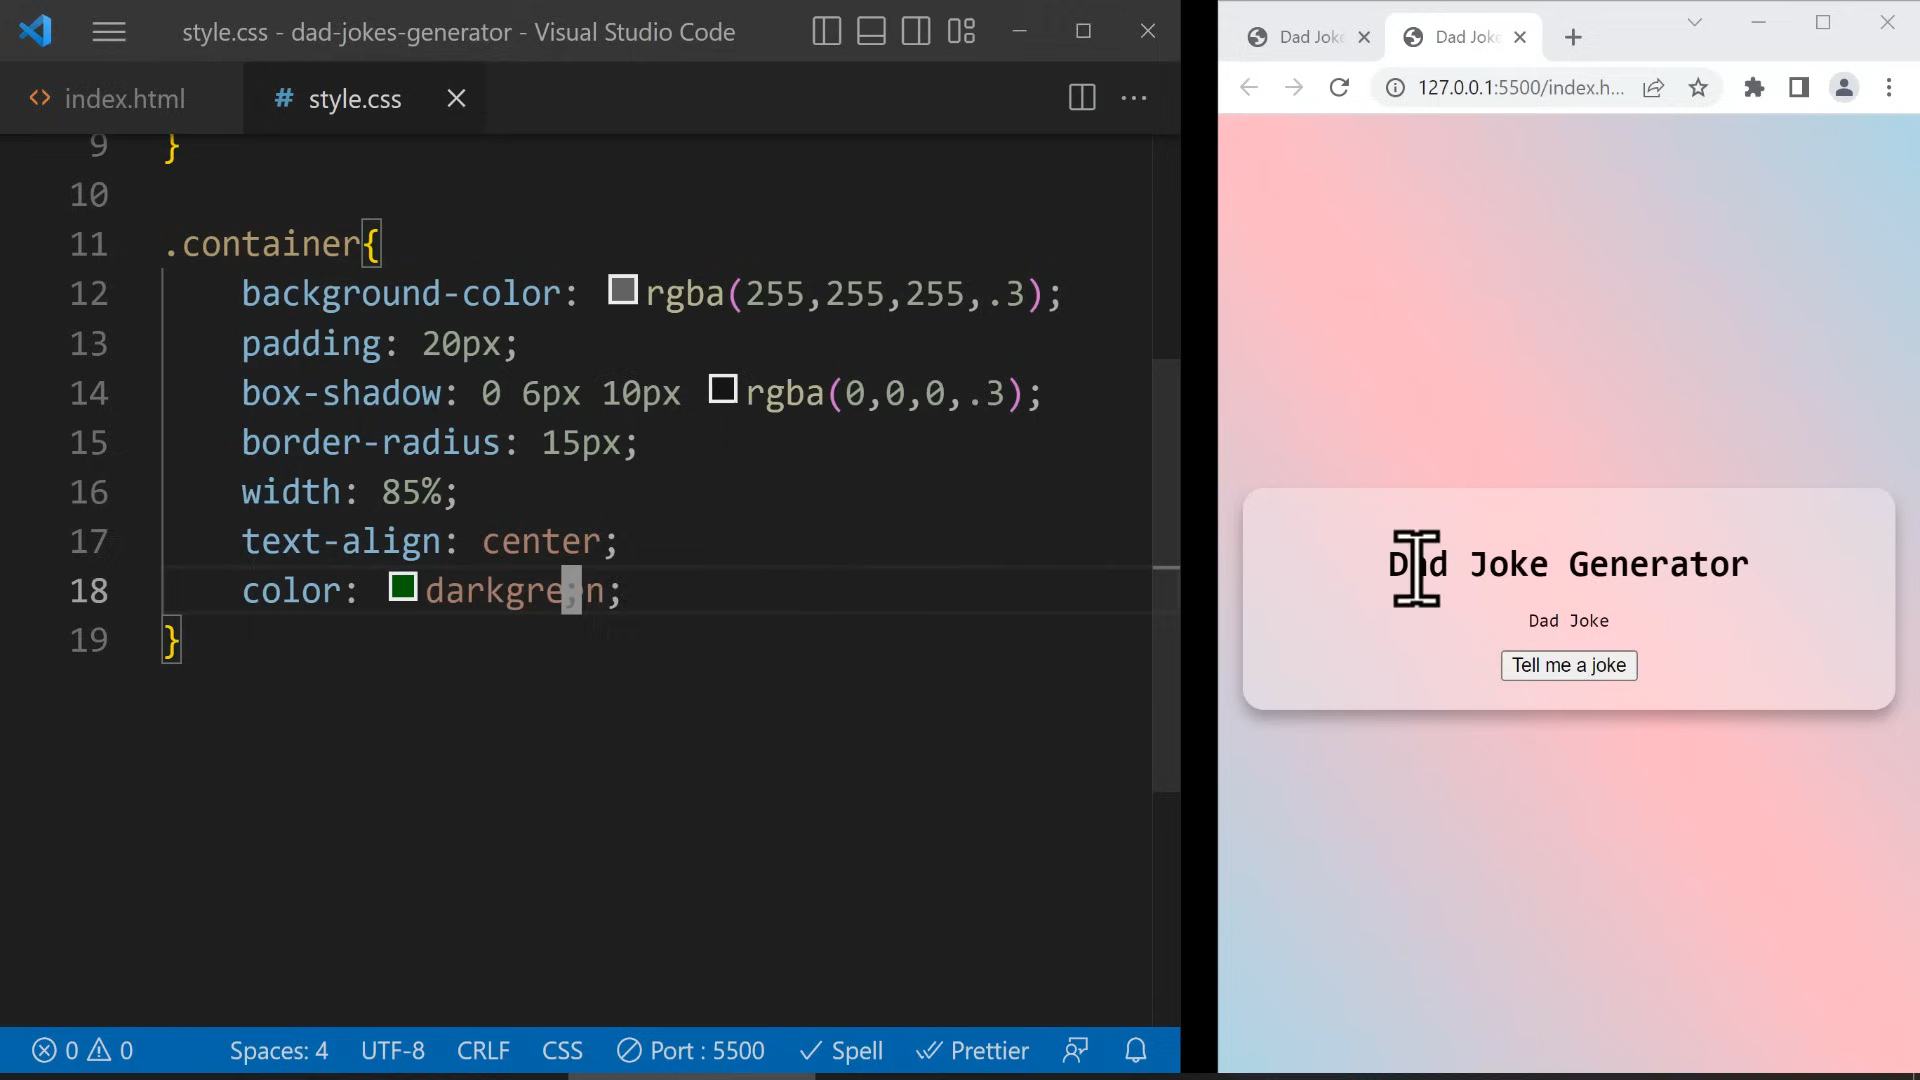 style.css - dad-jokes-generator - Visual Studio Code
index.html
style.css
9 }
10
11 .container{
12 background-color: rgba(255,255,255,.3);
13 padding: 20px;
14 box-shadow: 0 6px 10px rgba(0,0,0,.3);
15 border-radius: 15px;
16 width: 85%;
17 text-align: center;
18 color: darkgreen;
19 }
0 0 Spaces: 4 UTF-8 CRLF CSS Port : 5500 Spell Prettier
Dad Joke
Dad Joke
127.0.0.1:5500/index.h...
Dad Joke Generator
Dad Joke
Tell me a joke